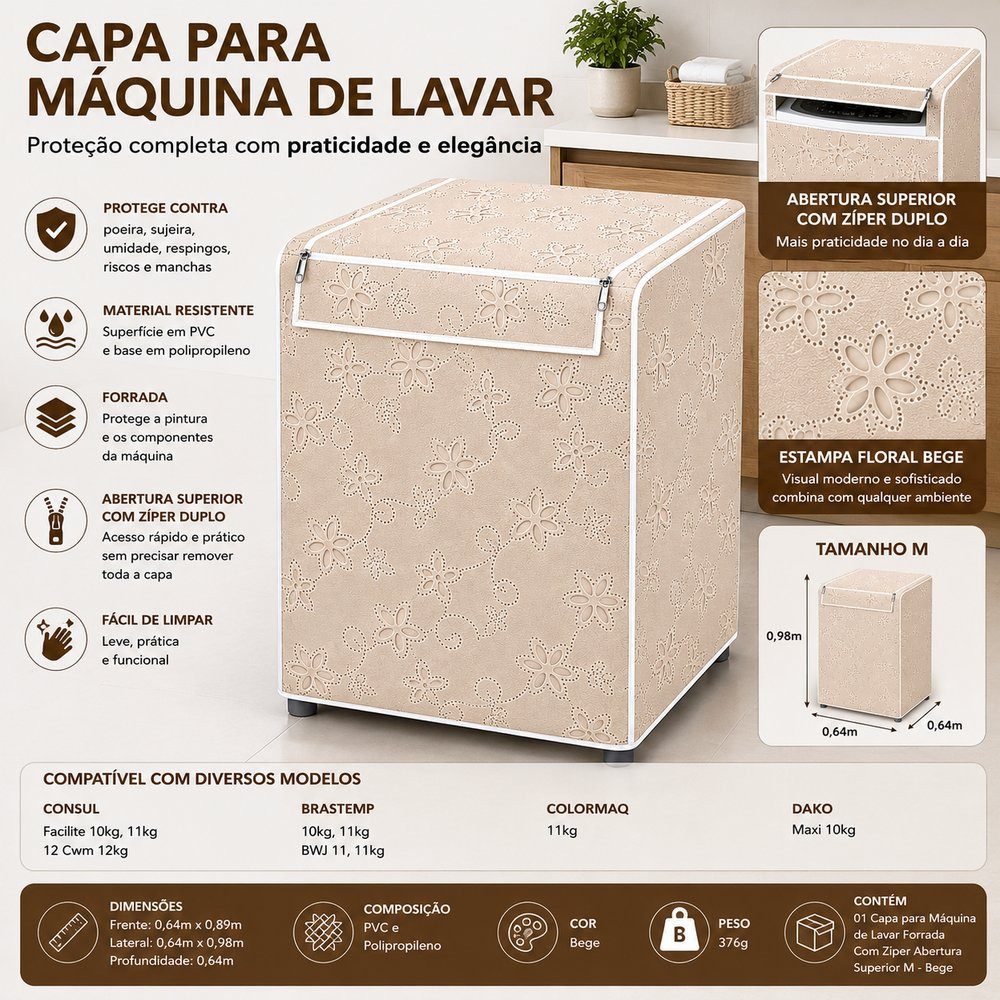 CAPA PARA
MÁQUINA DE LAVAR
Proteção completa com praticidade e elegância
PROTEGE CONTRA
poeira, sujeira,
umidade, respingos,
riscos e manchas
MATERIAL RESISTENTE
Superfície em PVC
e base em polipropileno
FORRADA
Protege a pintura
e os componentes
da máquina
ABERTURA SUPERIOR
COM ZÍPER DUPLO
Acesso rápido e prático
sem precisar remover
toda a capa
FÁCIL DE LIMPAR
Leve, prática
e funcional
ABERTURA SUPERIOR
COM ZÍPER DUPLO
Mais praticidade no dia a dia
ESTAMPA FLORAL BEGE
Visual moderno e sofisticado
combina com qualquer ambiente
TAMANHO M
0,98m
0,64m
0,64m
COMPATÍVEL COM DIVERSOS MODELOS
CONSUL
Facilite 10kg, 11kg
12 Cwm 12kg
BRASTEMP
10kg, 11kg
BWJ 11, 11kg
COLORMAQ
11kg
DAKO
Maxi 10kg
DIMENSÕES
Frente: 0,64m x 0,89m
Lateral: 0,64m x 0,98m
Profundidade: 0,64m
COMPOSIÇÃO
PVC e
Polipropileno
COR
Bege
B
PESO
376g
CONTÉM
01 Capa para Máquina
de Lavar Forrada
Com Zíper Abertura
Superior M - Bege